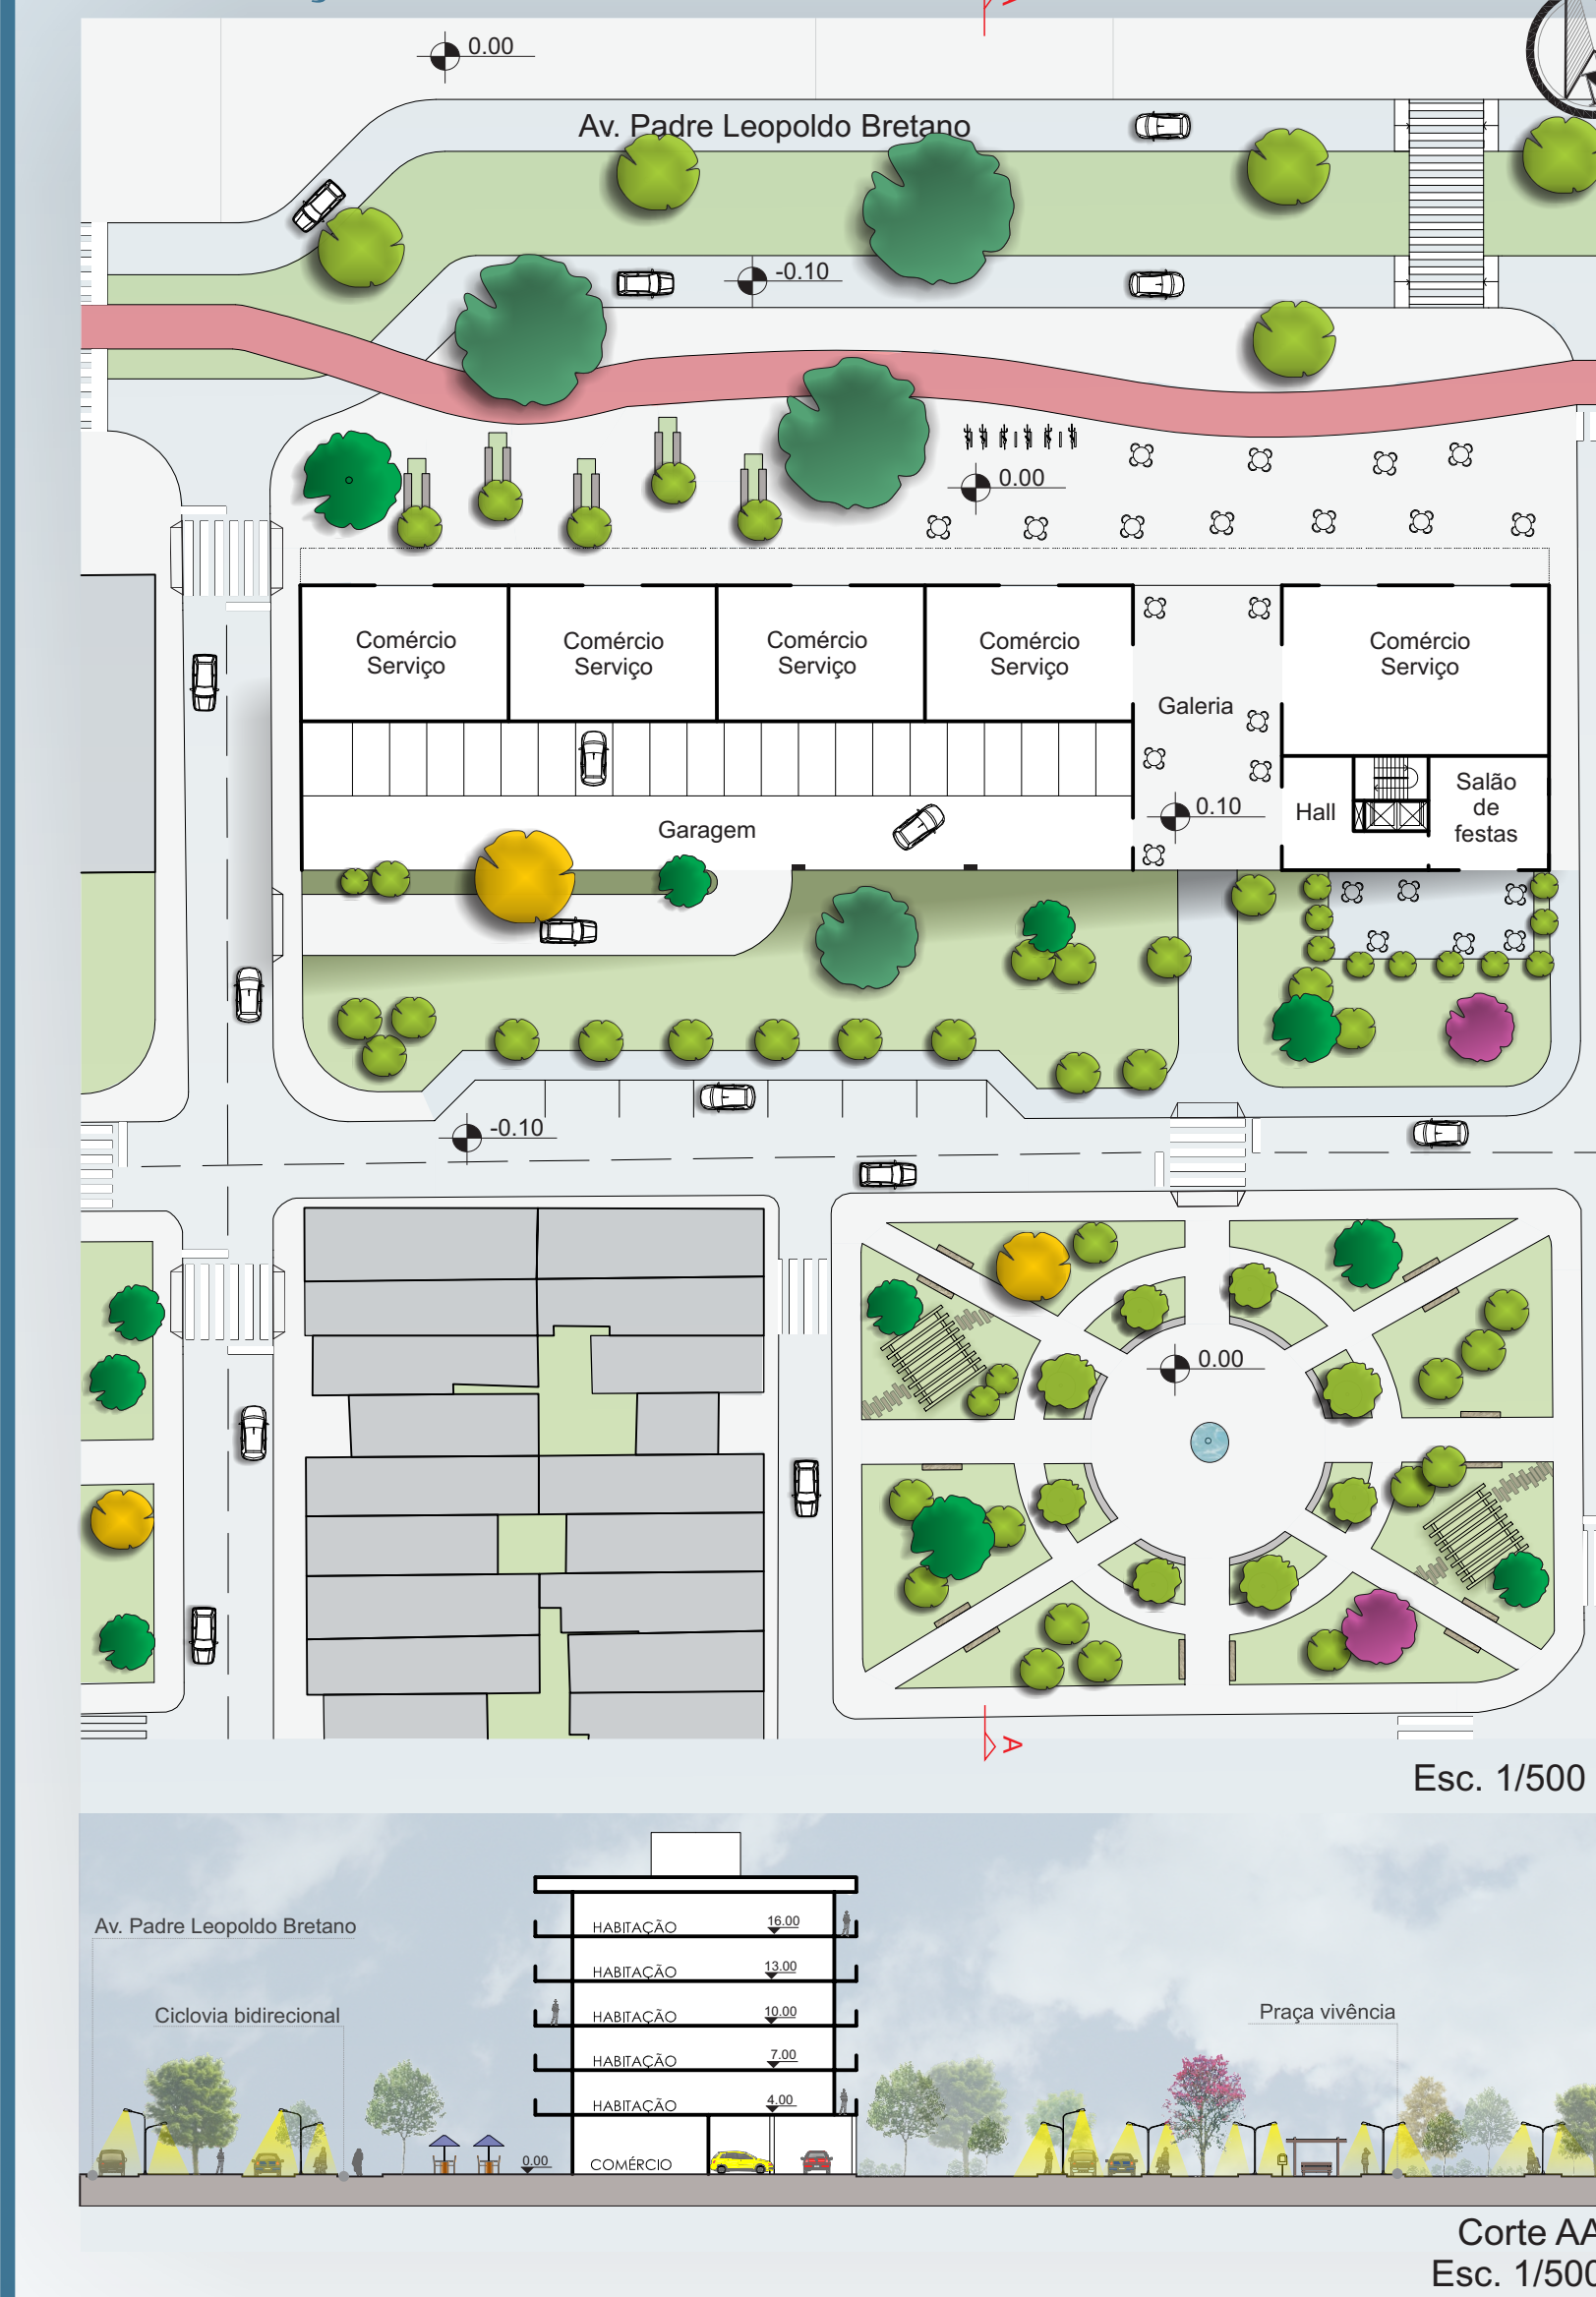 0.00
Av. Padre Leopoldo Bretano
-0.10
0.00
Comércio
Serviço
Comércio
Serviço
Comércio
Serviço
Comércio
Serviço
Comércio
Serviço
Galeria
Salão
de
festas
Hall
0.10
Garagem
-0.10
0.00
A
Esc. 1/500
Av. Padre Leopoldo Bretano
Ciclovia bidirecional
Praça vivência
HABITAÇÃO 16.00
HABITAÇÃO 13.00
HABITAÇÃO 10.00
HABITAÇÃO 7.00
HABITAÇÃO 4.00
0.00
COMÉRCIO
Corte AA
Esc. 1/500